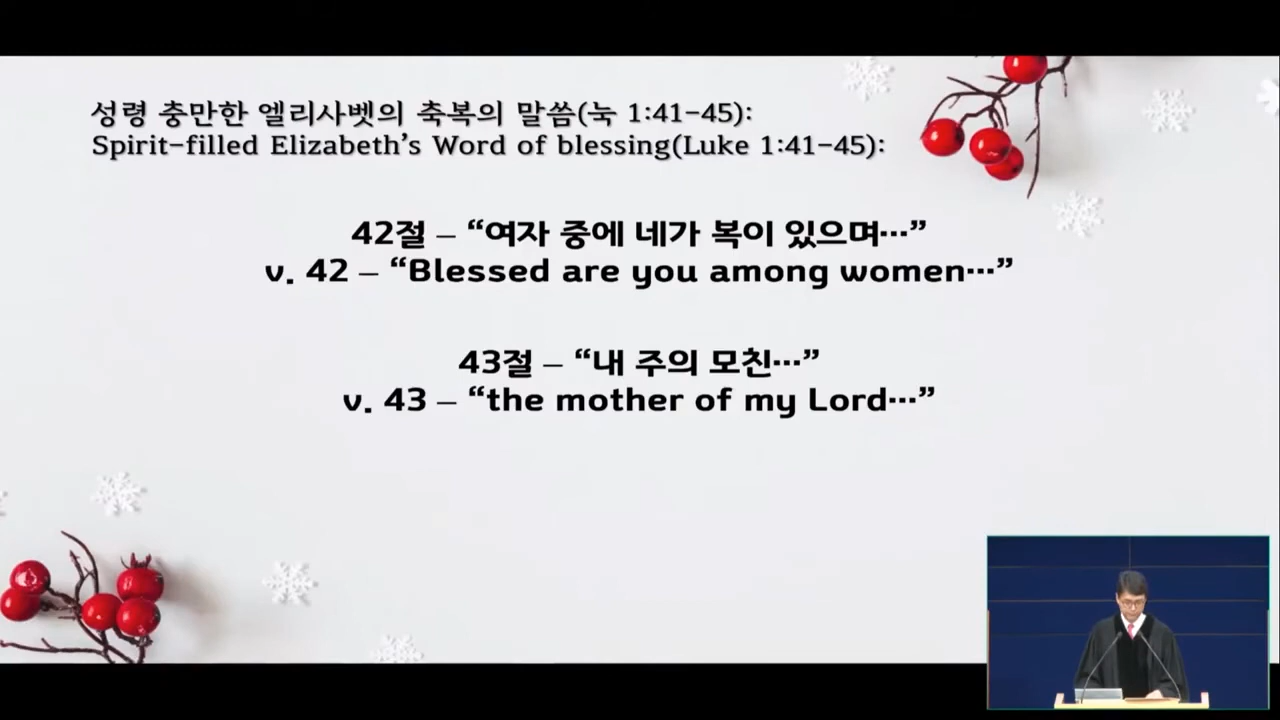 성령 충만한 엘리사벳의 축복의 말씀(눅 1:41-45):
Spirit-filled Elizabeth’s Word of blessing(Luke 1:41-45):
42절 – “여자 중에 네가 복이 있으며…”
v. 42 – “Blessed are you among women…”
43절 – “내 주의 모친…”
v. 43 – “the mother of my Lord…”